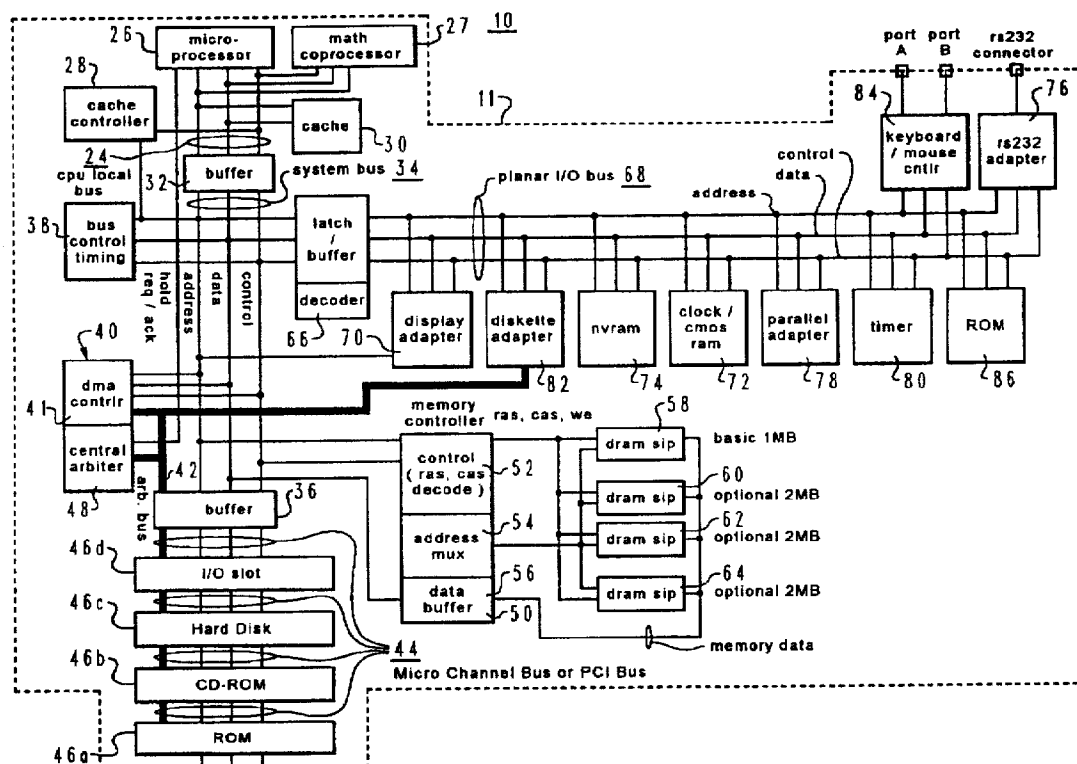 10
26
micro-
processor
math
coprocessor
27
port
A
port
B
rs232
connector
28
cache
controller
cache
30
11
84
keyboard
/ mouse
cntlr
76
rs232
adapter
24
cpu local
bus
32
buffer
system bus 34
planar I/O bus 68
control
data
address
38
bus
control
timing
latch
/
buffer
decoder
66
hold
req / ack
address
data
control
70
display
adapter
diskette
adapter
82
nvram
74
clock /
cmos
ram
72
parallel
adapter
78
timer
80
ROM
86
40
dma
contrlr
41
central
arbiter
48
42
arb. bus
memory
controller
ras, cas, we
control
( ras, cas
decode )
52
address
mux
54
data
buffer
56
50
58
dram sip
basic 1MB
60
dram sip
optional 2MB
62
dram sip
optional 2MB
64
dram sip
optional 2MB
memory data
buffer
36
46d
I/O slot
46c
Hard Disk
46b
CD-ROM
46a
ROM
44
Micro Channel Bus or PCI Bus